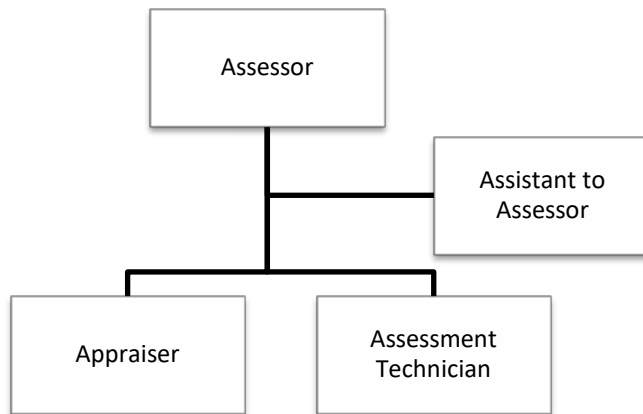 Assessor
Assistant to
Assessor
Appraiser
Assessment
Technician